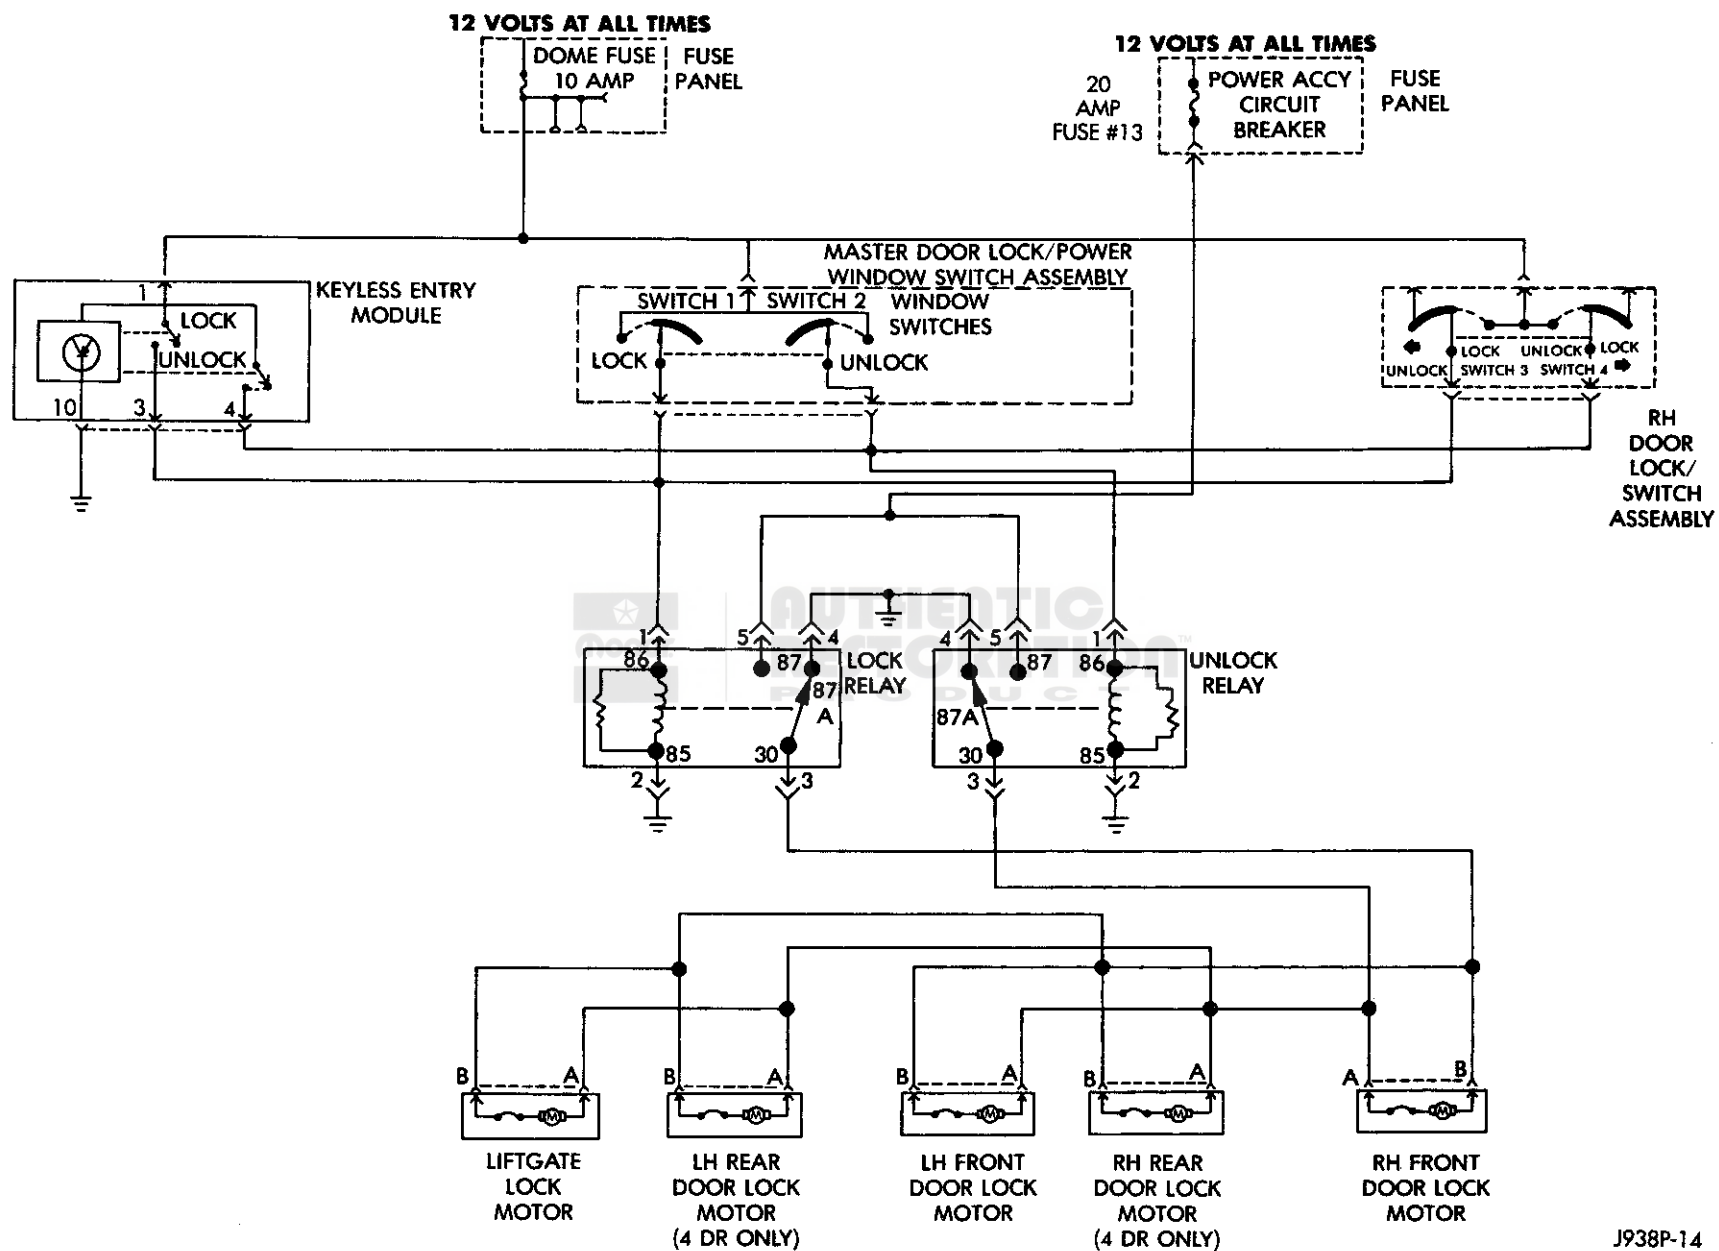 12 VOLTS AT ALL TIMES
DOME FUSE
10 AMP
FUSE
PANEL
12 VOLTS AT ALL TIMES
20
AMP
FUSE #13
POWER ACCY
CIRCUIT
BREAKER
FUSE
PANEL
KEYLESS ENTRY
MODULE
1
LOCK
UNLOCK
10
3
4
MASTER DOOR LOCK/POWER
WINDOW SWITCH ASSEMBLY
SWITCH 1
SWITCH 2
WINDOW
SWITCHES
LOCK
UNLOCK
LOCK
UNLOCK
LOCK
UNLOCK
SWITCH 3
SWITCH 4
RH
DOOR
LOCK/
SWITCH
ASSEMBLY
AUTHENTIC
RESTORATION™
PRODUCT
1
5
4
86
87
87
A
85
30
2
3
LOCK
RELAY
4
5
1
87
86
87A
30
85
3
2
UNLOCK
RELAY
B
A
B
A
B
A
B
A
A
B
M
M
M
M
M
LIFTGATE
LOCK
MOTOR
LH REAR
DOOR LOCK
MOTOR
(4 DR ONLY)
LH FRONT
DOOR LOCK
MOTOR
RH REAR
DOOR LOCK
MOTOR
(4 DR ONLY)
RH FRONT
DOOR LOCK
MOTOR
J938P-14